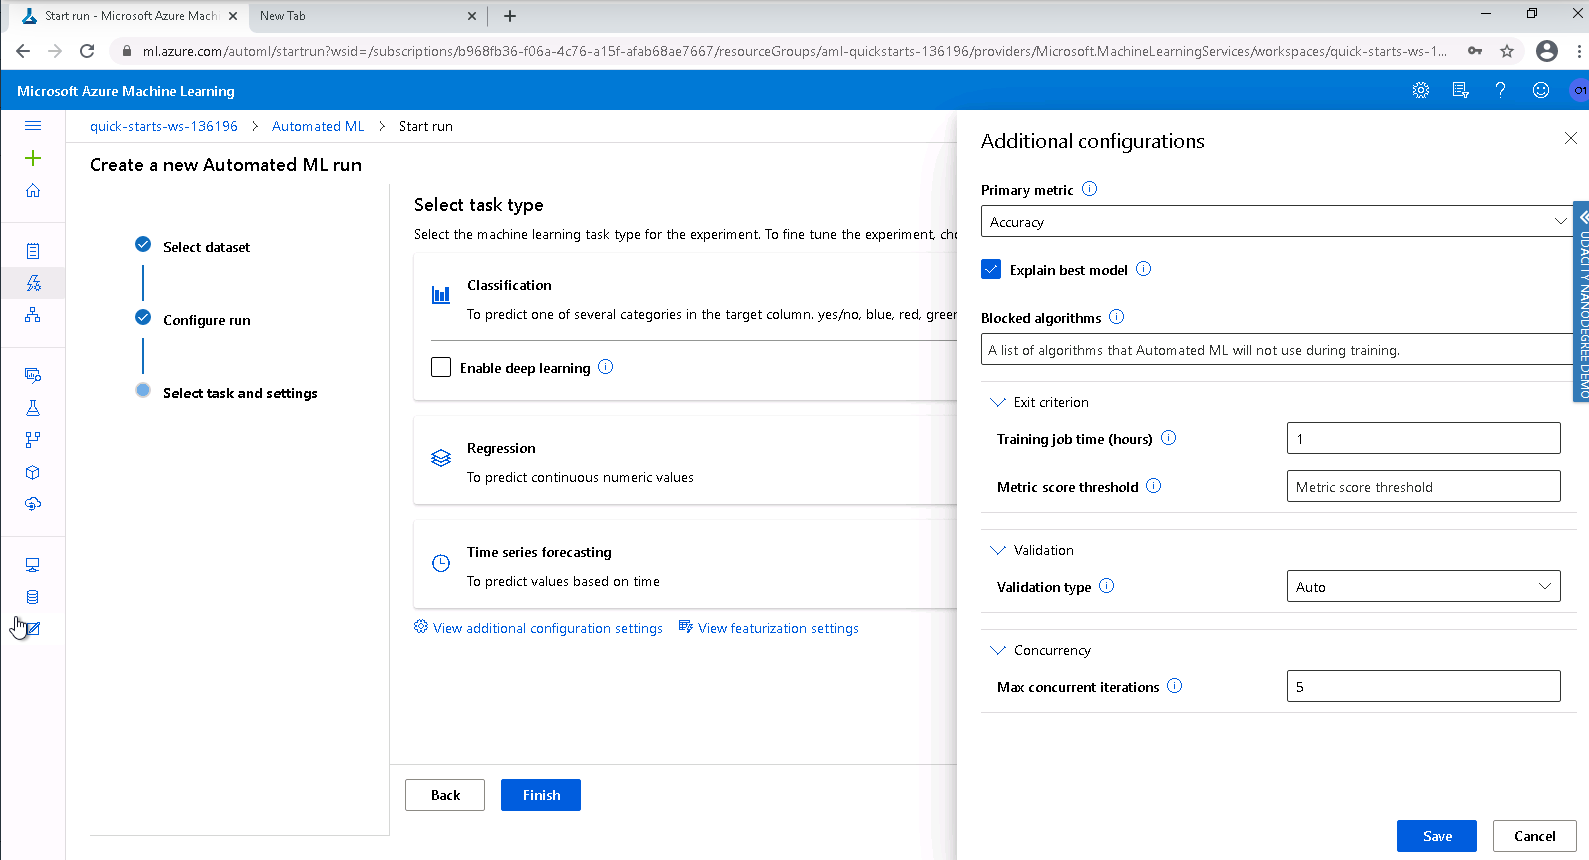 Start run - Microsoft Azure Machi
New Tab
ml.azure.com/automl/startrun?wsid=/subscriptions/b968fb36-f06a-4c76-a15f-afab68ae7667/resourceGroups/aml-quickstarts-136196/providers/Microsoft.MachineLearningServices/workspaces/quick-starts-ws-1...
Microsoft Azure Machine Learning
O1
quick-starts-ws-136196 > Automated ML > Start run
Create a new Automated ML run
Select dataset
Configure run
Select task and settings
Select task type
Select the machine learning task type for the experiment. To fine tune the experiment, cho
Classification
To predict one of several categories in the target column. yes/no, blue, red, green
Enable deep learning
Regression
To predict continuous numeric values
Time series forecasting
To predict values based on time
View additional configuration settings
View featurization settings
Back
Finish
Additional configurations
Primary metric
Accuracy
Explain best model
Blocked algorithms
A list of algorithms that Automated ML will not use during training.
Exit criterion
Training job time (hours)
1
Metric score threshold
Metric score threshold
Validation
Validation type
Auto
Concurrency
Max concurrent iterations
5
Save
Cancel
UDACITY NANODEGREE DEMO